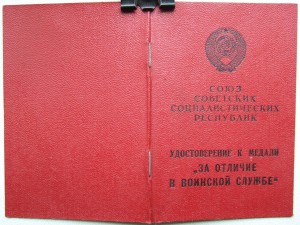 СОЮЗ
СОВЕТСКИХ
СОЦИАЛИСТИЧЕСКИХ
РЕСПУБЛИК
УДОСТОВЕРЕНИЕ К МЕДАЛИ
„ЗА ОТЛИЧИЕ
В ВОИНСКОЙ СЛУЖБЕ“